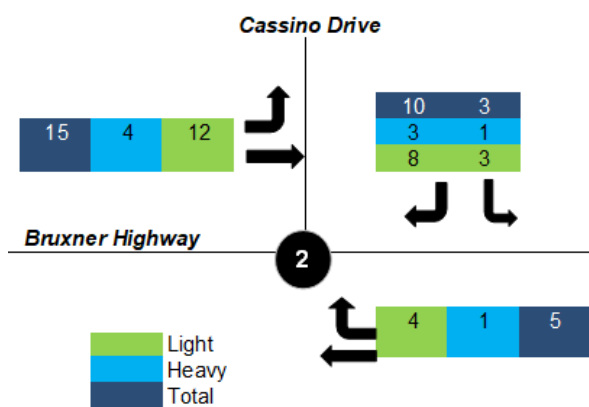 Cassino Drive
15 4 12
10 3
3 1
8 3
Bruxner Highway
2
4 1 5
Light
Heavy
Total